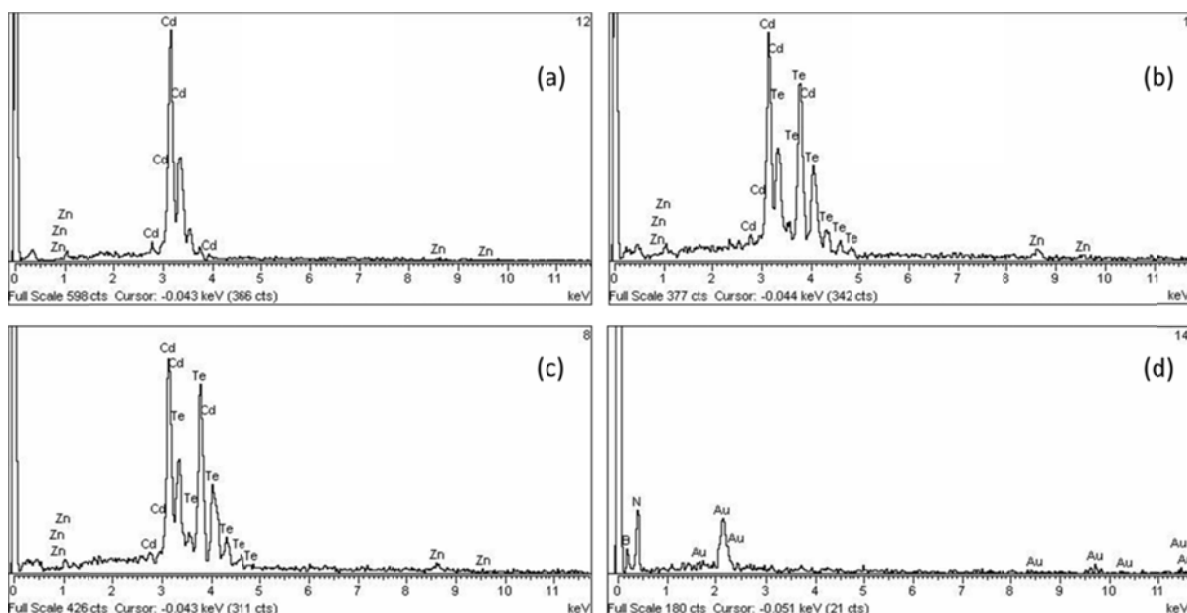 12
Cd
(a)
Cd
Cd
Zn
Zn
Zn
Cd
Cd
Zn
Zn
0 1 2 3 4 5 6 7 8 9 10 11
Full Scale 598 cts Cursor: -0.043 keV (366 cts)
keV
Cd
Cd
Te
(b)
Te
Cd
Te
Te
Zn
Cd
Zn
Zn
Cd
Te
Te
Te
Zn
Zn
0 1 2 3 4 5 6 7 8 9 10 11
Full Scale 377 cts Cursor: -0.044 keV (342 cts)
keV
8
Cd
Cd
Te
(c)
Te
Cd
Te
Te
Cd
Zn
Zn
Zn
Cd
Te
Te
Te
Zn
Zn
0 1 2 3 4 5 6 7 8 9 10 11
Full Scale 426 cts Cursor: -0.043 keV (311 cts)
keV
14
(d)
N
Au
B
Au
Au
Au
Au
Au
Au
Au
0 1 2 3 4 5 6 7 8 9 10 11
Full Scale 180 cts Cursor: -0.051 keV (21 cts)
keV